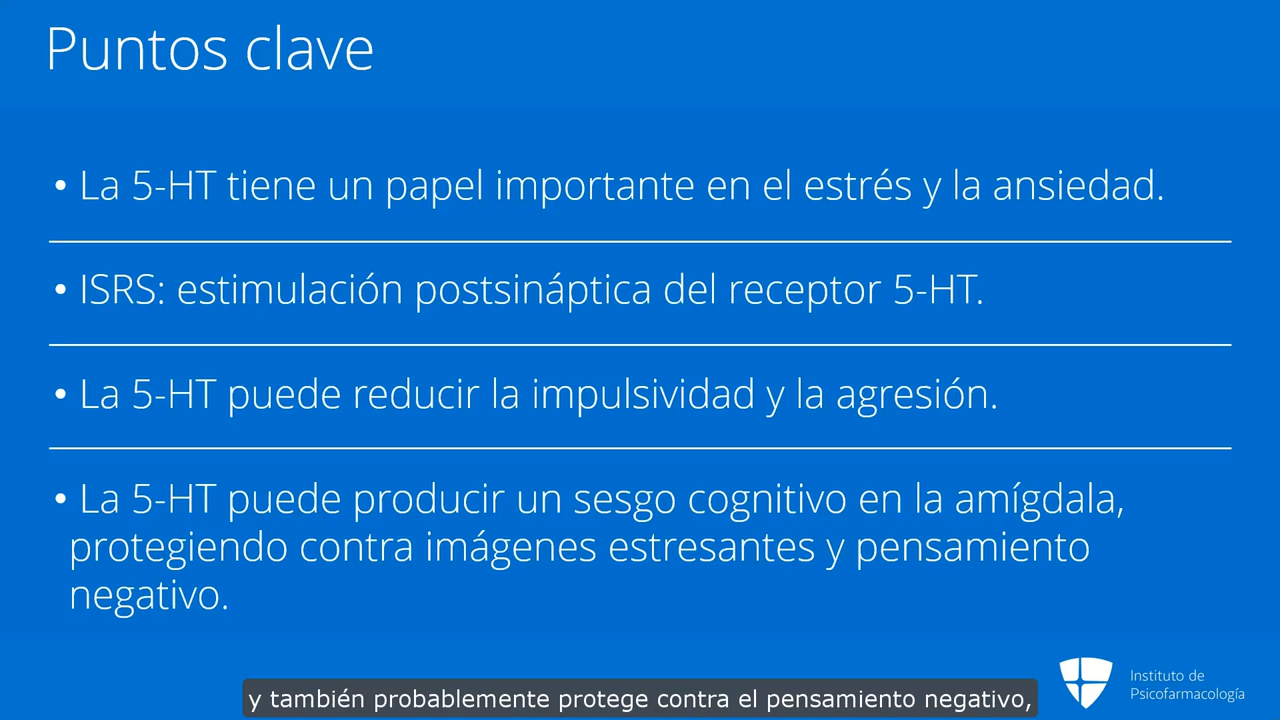 Puntos clave
• La 5-HT tiene un papel importante en el estrés y la ansiedad.
• ISRS: estimulación postsináptica del receptor 5-HT.
• La 5-HT puede reducir la impulsividad y la agresión.
• La 5-HT puede producir un sesgo cognitivo en la amígdala,
protegiendo contra imágenes estresantes y pensamiento
negativo.
Instituto de
Psicofarmacología
y también probablemente protege contra el pensamiento negativo,